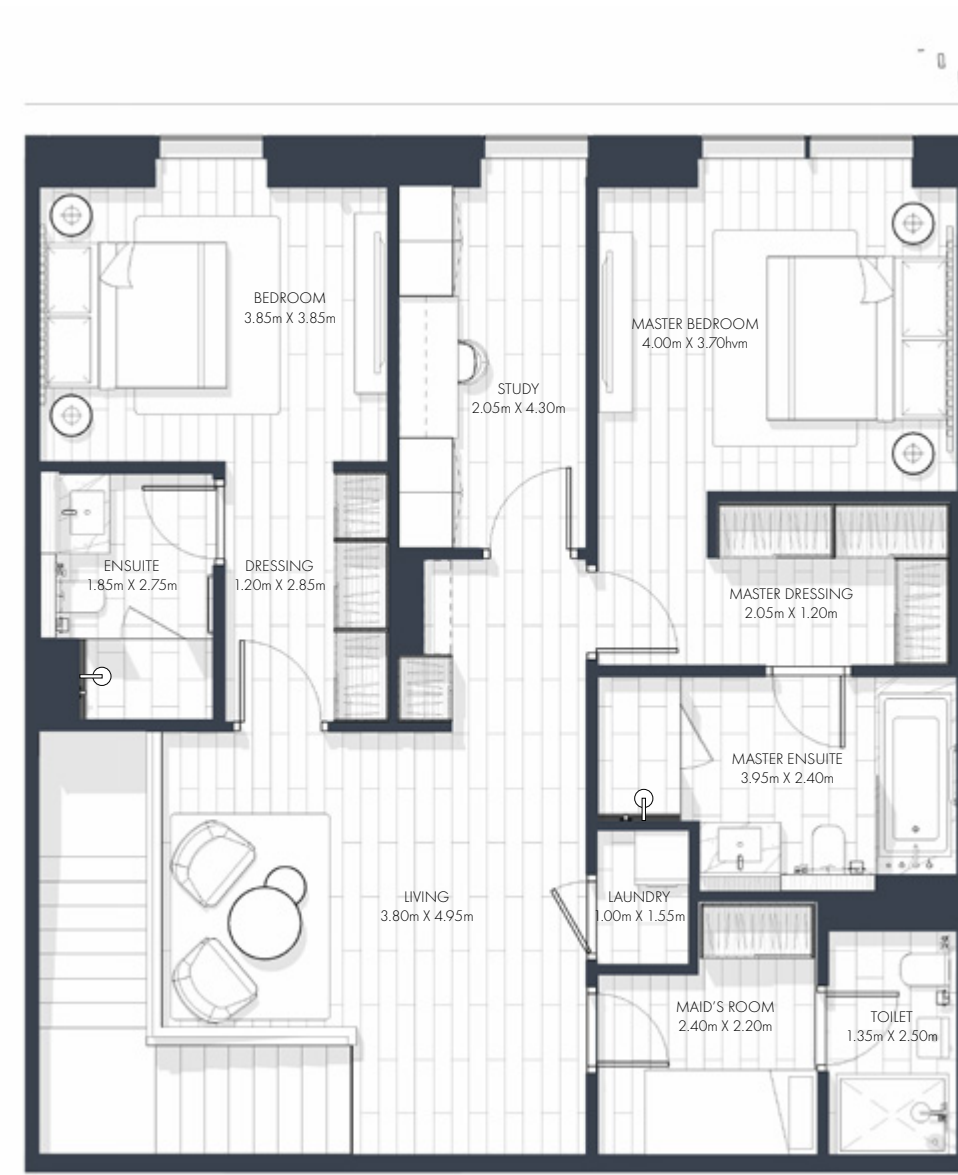 BEDROOM
3.85m X 3.85m
MASTER BEDROOM
4.00m X 3.70hvm
STUDY
2.05m X 4.30m
ENSUITE
1.85m X 2.75m
DRESSING
1.20m X 2.85m
MASTER DRESSING
2.05m X 1.20m
MASTER ENSUITE
3.95m X 2.40m
LIVING
3.80m X 4.95m
LAUNDRY
1.00m X 1.55m
MAID'S ROOM
2.40m X 2.20m
TOILET
1.35m X 2.50m